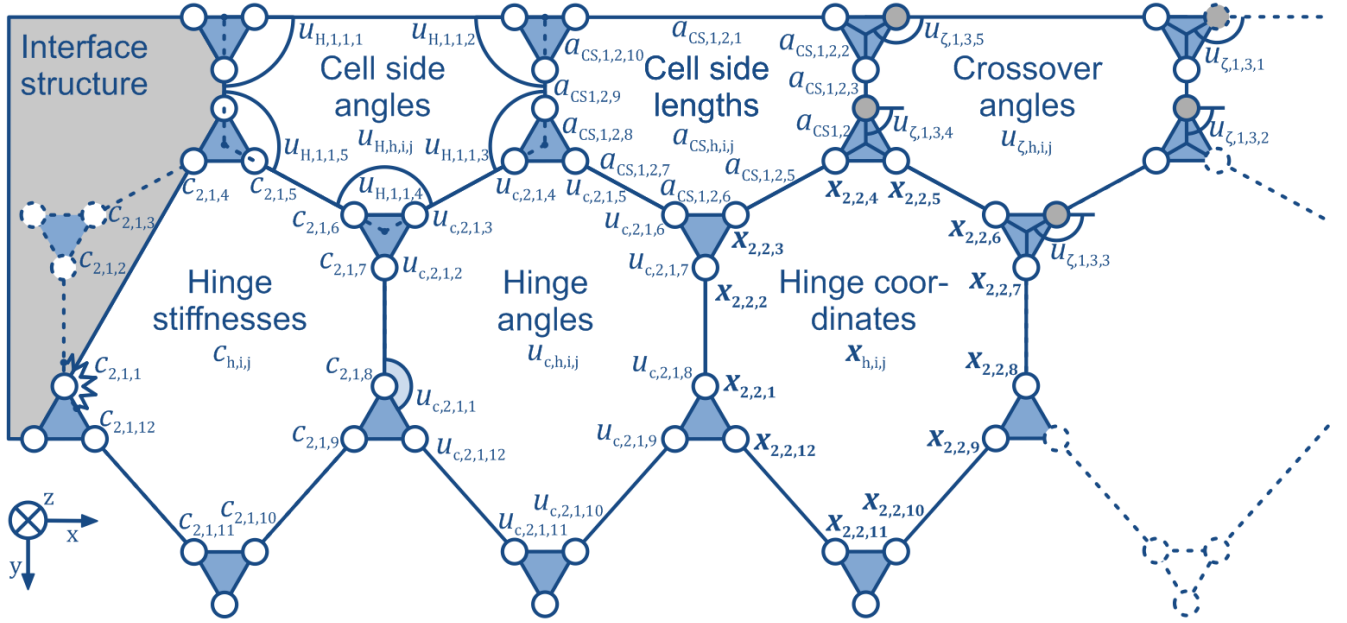 Interface
structure
u_H,1,1,1
u_H,1,1,2
Cell side
angles
u_H,h,i,j
u_H,1,1,5
u_H,1,1,3
u_H,1,1,4
a_CS,1,2,10
a_CS,1,2,1
a_CS,1,2,2
a_CS1,2,9
Cell side
lengths
a_CS,h,i,j
a_CS,1,2,3
a_CS,1,2,8
a_CS1,2
a_CS,1,2,7
a_CS,1,2,5
a_CS,1,2,6
u_ζ,1,3,5
u_ζ,1,3,1
Crossover
angles
u_ζ,h,i,j
u_ζ,1,3,4
u_ζ,1,3,2
u_ζ,1,3,3
c_2,1,4
c_2,1,5
c_2,1,3
c_2,1,2
c_2,1,6
c_2,1,7
Hinge
stiffnesses
c_h,i,j
c_2,1,1
c_2,1,12
c_2,1,8
c_2,1,9
c_2,1,11
c_2,1,10
u_c,2,1,4
u_c,2,1,5
u_c,2,1,3
u_c,2,1,6
u_c,2,1,2
u_c,2,1,7
Hinge
angles
u_c,h,i,j
u_c,2,1,1
u_c,2,1,8
u_c,2,1,12
u_c,2,1,9
u_c,2,1,11
u_c,2,1,10
x_2,2,4
x_2,2,5
x_2,2,3
x_2,2,6
x_2,2,2
x_2,2,7
Hinge coor-
dinates
x_h,i,j
x_2,2,1
x_2,2,8
x_2,2,12
x_2,2,9
x_2,2,11
x_2,2,10
z
x
y